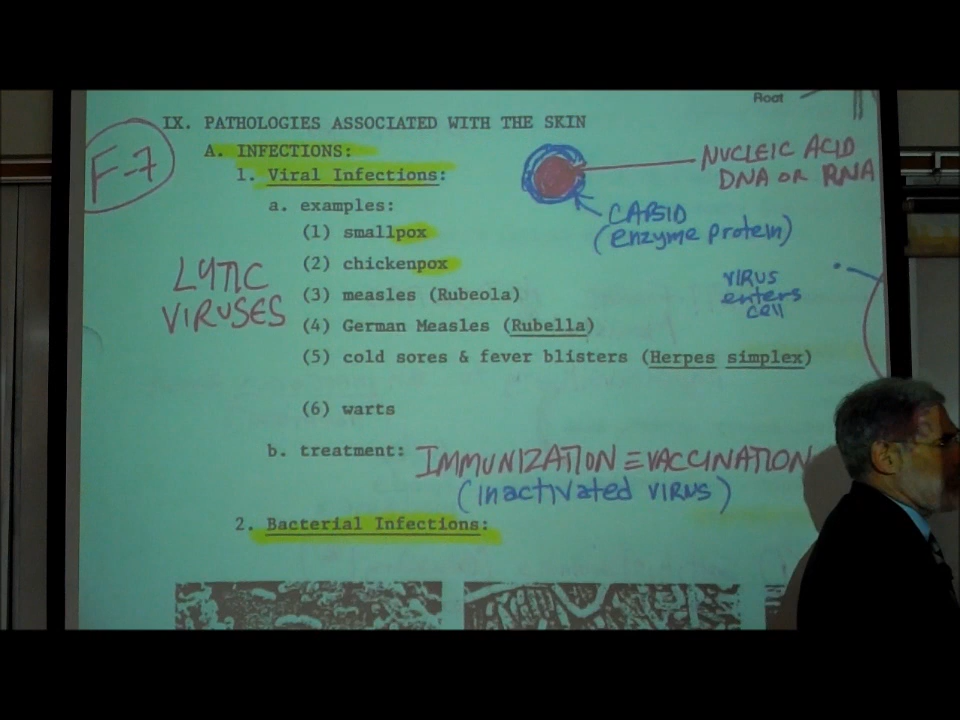 Root
IX. PATHOLOGIES ASSOCIATED WITH THE SKIN
F-7
A. INFECTIONS:
1. Viral Infections:
NUCLEIC ACID
DNA OR RNA
a. examples:
CAPSID
(enzyme protein)
(1) smallpox
(2) chickenpox
LYTIC
VIRUSES
VIRUS
enters
cell
(3) measles (Rubeola)
(4) German Measles (Rubella)
(5) cold sores & fever blisters (Herpes simplex)
(6) warts
b. treatment: IMMUNIZATION ≡ VACCINATION
(inactivated VIRUS)
2. Bacterial Infections: